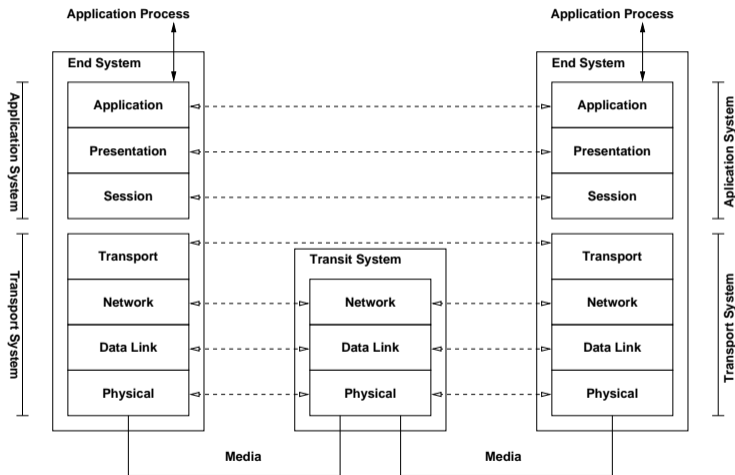 Application Process
Application Process
End System
End System
Application System
Application
Presentation
Session
Application
Presentation
Session
Aplication System
Transport System
Transport
Network
Data Link
Physical
Transit System
Network
Data Link
Physical
Transport
Network
Data Link
Physical
Transport System
Media
Media